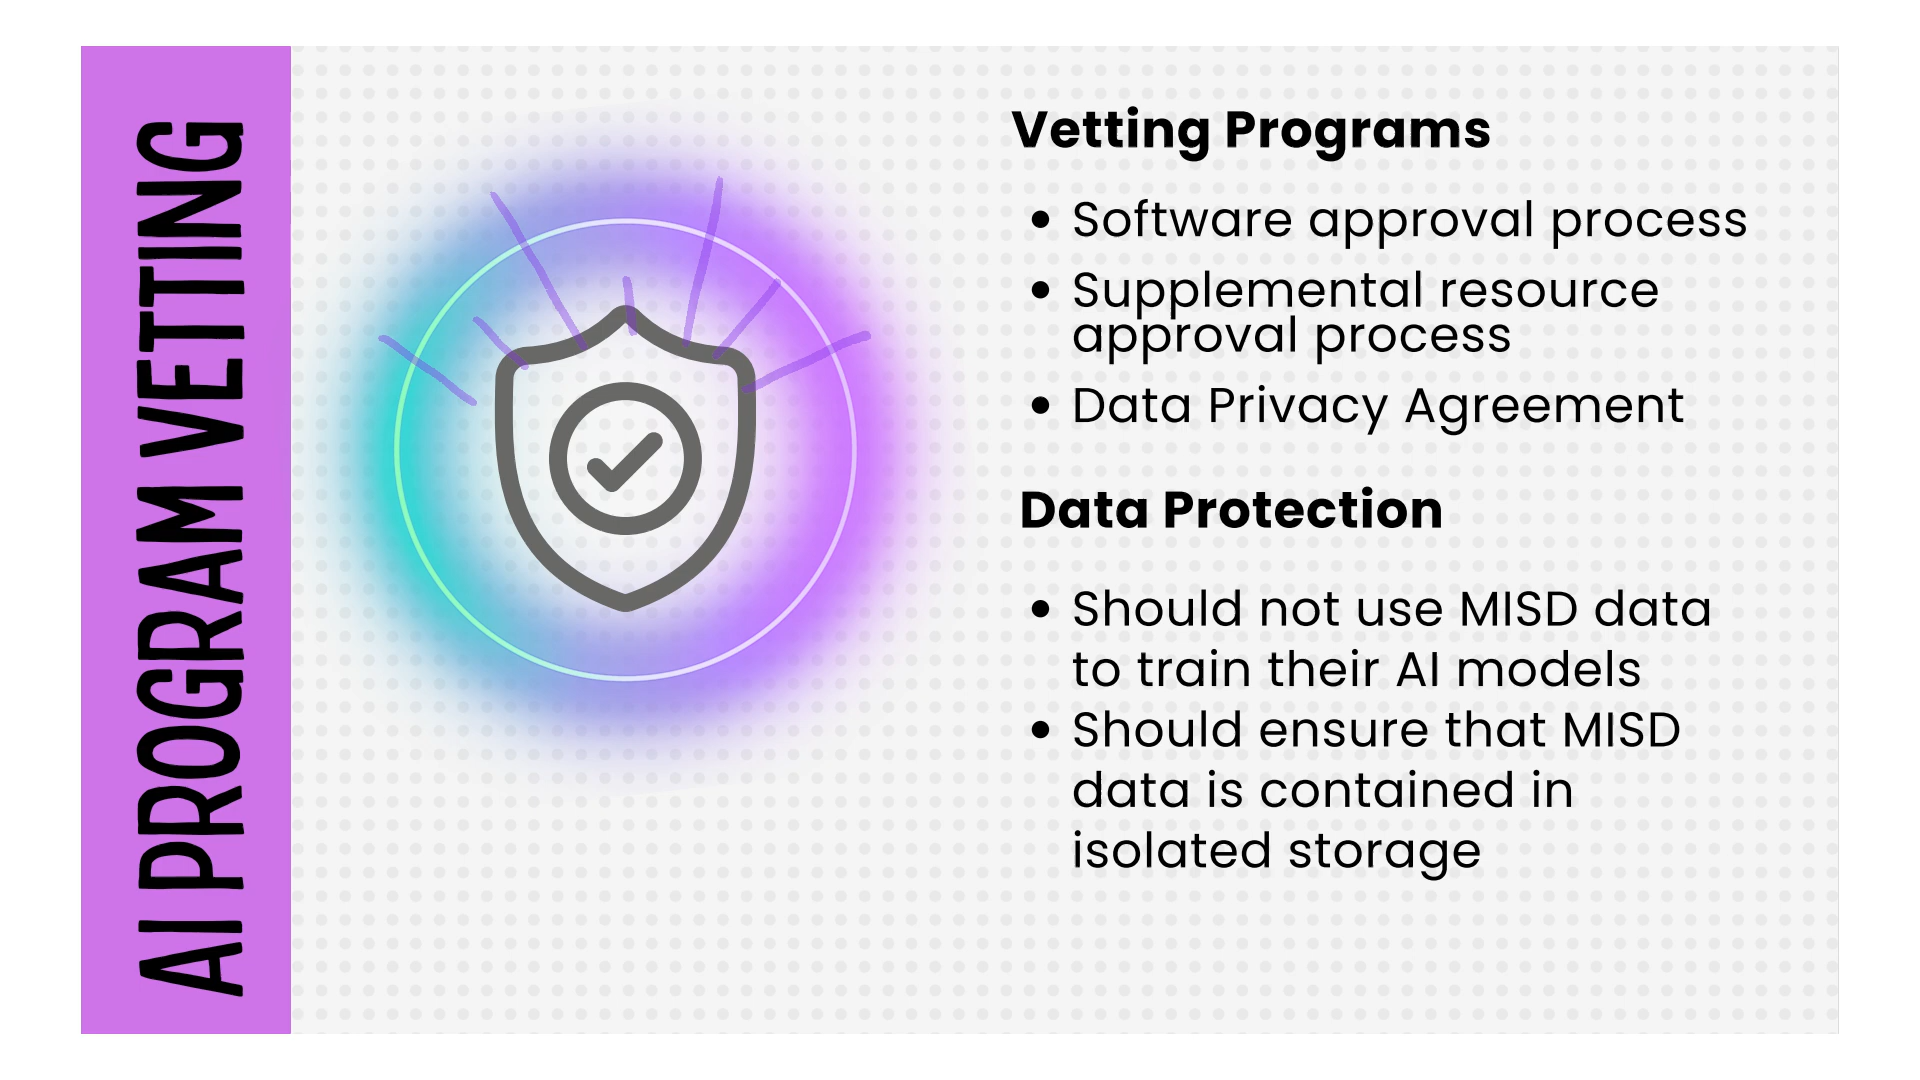 AI PROGRAM VETTING
Vetting Programs
• Software approval process
• Supplemental resource
approval process
• Data Privacy Agreement
Data Protection
• Should not use MISD data
to train their AI models
• Should ensure that MISD
data is contained in
isolated storage